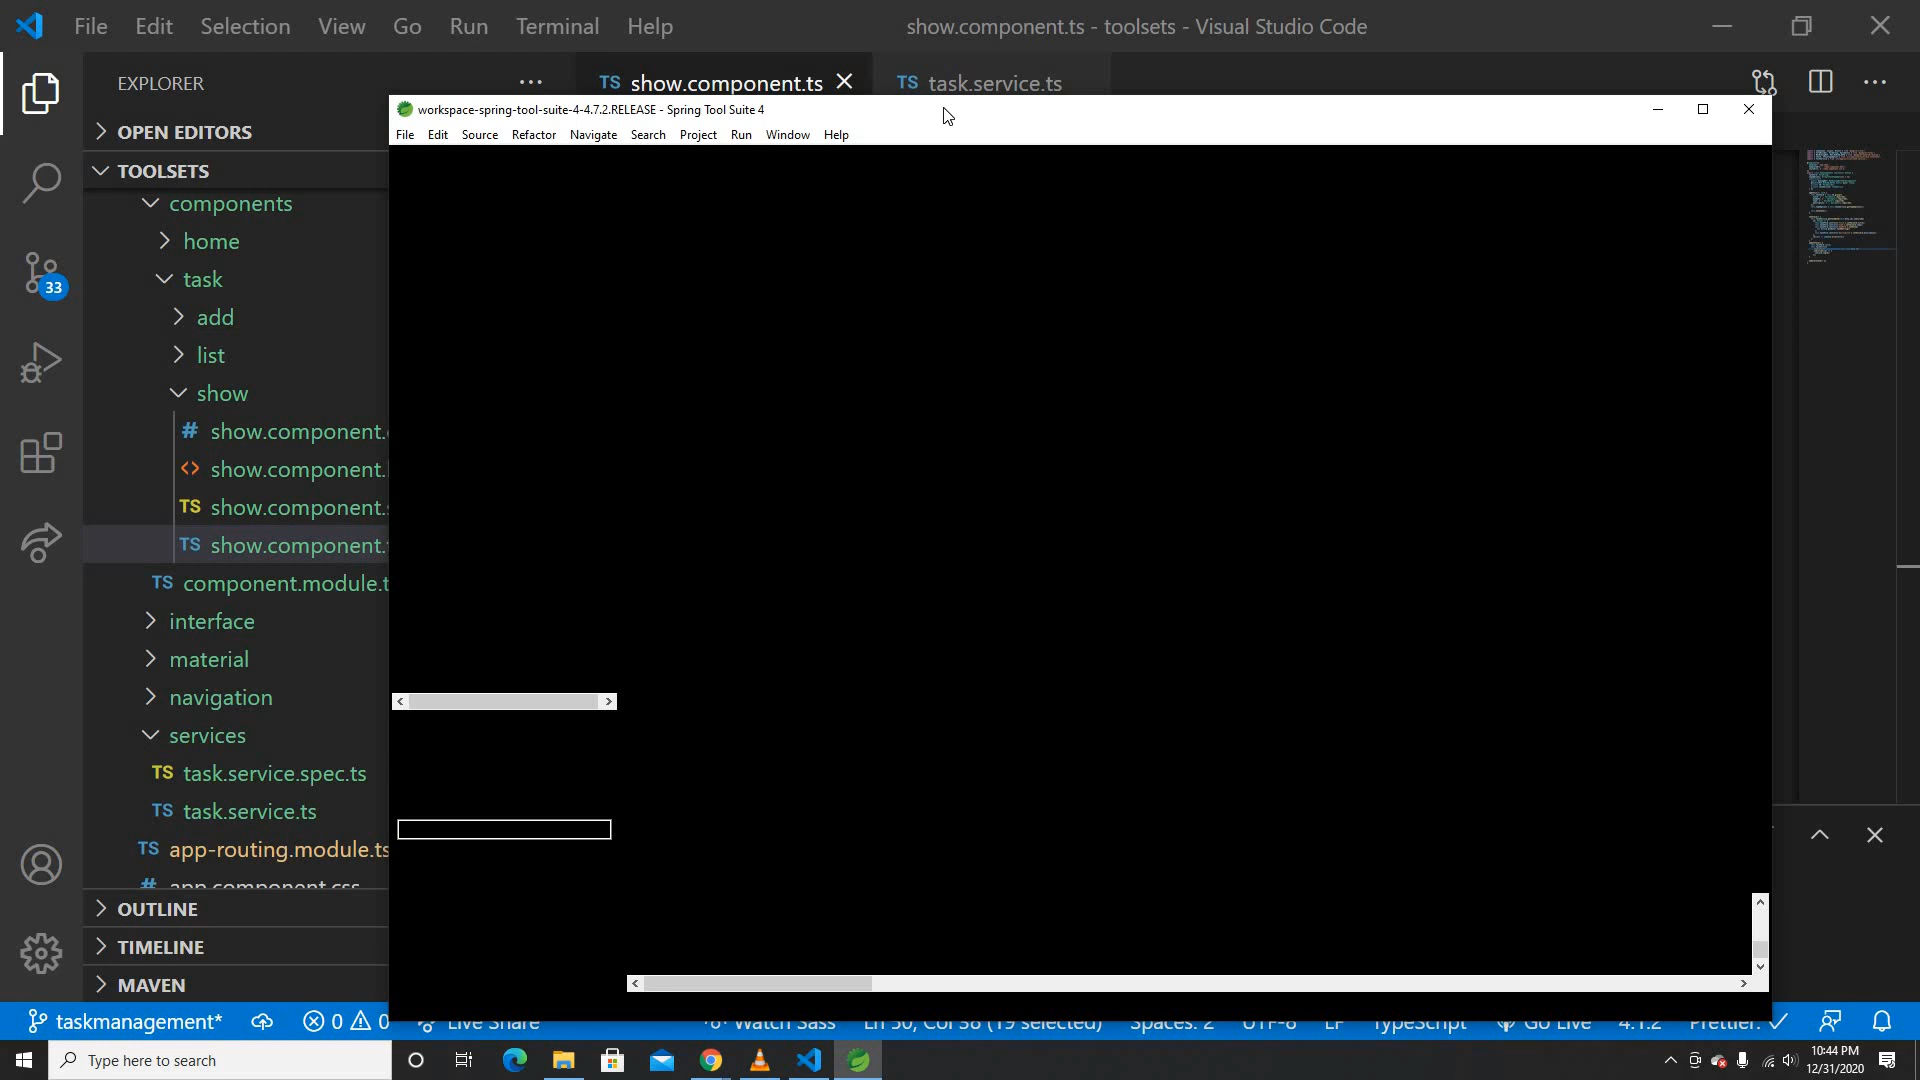 File Edit Selection View Go Run Terminal Help
show.component.ts - toolsets - Visual Studio Code
EXPLORER
TS show.component.ts
TS task.service.ts
workspace-spring-tool-suite-4-4.7.2.RELEASE - Spring Tool Suite 4
File Edit Source Refactor Navigate Search Project Run Window Help
OPEN EDITORS
TOOLSETS
components
home
task
add
list
show
# show.component.
<> show.component.
TS show.component.
TS show.component.
TS component.module.t
interface
material
navigation
services
TS task.service.spec.ts
TS task.service.ts
TS app-routing.module.ts
# app.component.css
OUTLINE
TIMELINE
MAVEN
33
taskmanagement* 0 0 Live Share Watch Sass Ln 50, Col 38 (19 selected) Spaces: 2 UTF-8 LF TypeScript Go Live 4.1.2 Prettier: ✓
Type here to search
10:44 PM
12/31/2020